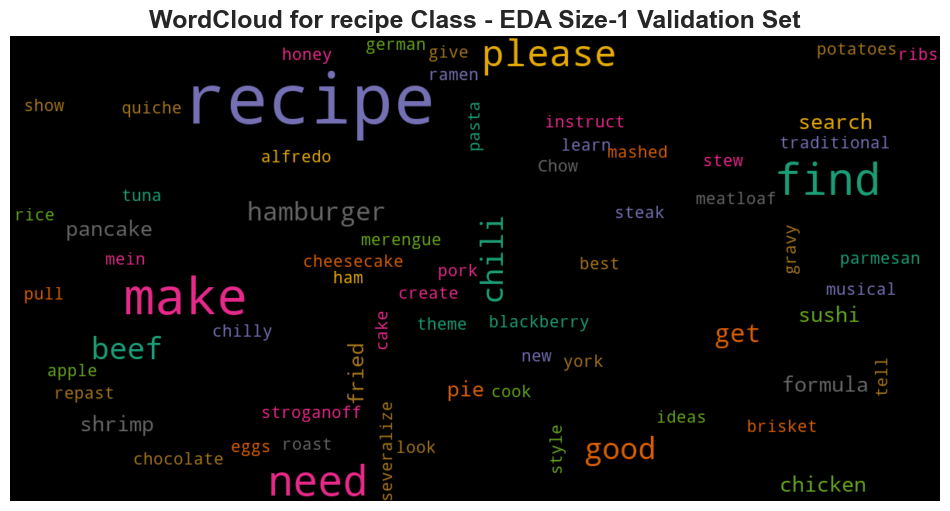 WordCloud for recipe Class - EDA Size-1 Validation Set
german
honey
give
please
potatoes
ribs
ramen
recipe
show
quiche
pasta
instruct
search
learn
traditional
alfredo
mashed
Chow
stew
find
tuna
meatloaf
rice
hamburger
steak
pancake
chili
merengue
gravy
mein
cheesecake
pork
best
parmesan
ham
pull
make
create
musical
cake
theme
blackberry
sushi
chilly
get
beef
new
york
apple
fried
tell
repast
pie
cook
formula
shrimp
stroganoff
severalize
ideas
brisket
eggs
roast
look
style
good
chocolate
need
chicken